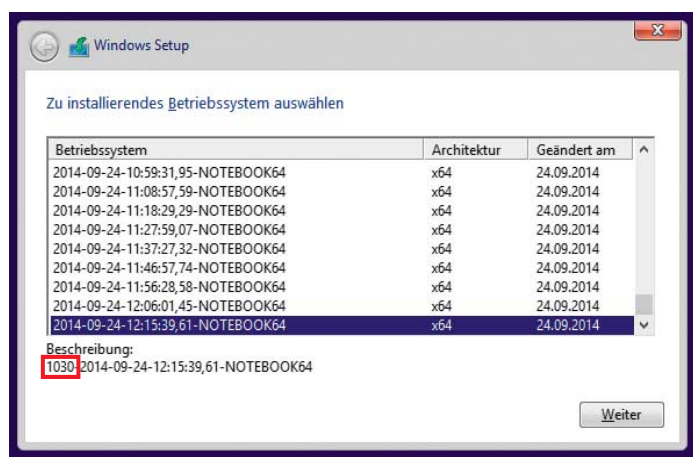 Windows Setup
Zu installierendes Betriebssystem auswählen
Betriebssystem Architektur Geändert am
2014-09-24-10:59:31,95-NOTEBOOK64 x64 24.09.2014
2014-09-24-11:08:57,59-NOTEBOOK64 x64 24.09.2014
2014-09-24-11:18:29,29-NOTEBOOK64 x64 24.09.2014
2014-09-24-11:27:59,07-NOTEBOOK64 x64 24.09.2014
2014-09-24-11:37:27,32-NOTEBOOK64 x64 24.09.2014
2014-09-24-11:46:57,74-NOTEBOOK64 x64 24.09.2014
2014-09-24-11:56:28,58-NOTEBOOK64 x64 24.09.2014
2014-09-24-12:06:01,45-NOTEBOOK64 x64 24.09.2014
2014-09-24-12:15:39,61-NOTEBOOK64 x64 24.09.2014
Beschreibung:
1030-2014-09-24-12:15:39,61-NOTEBOOK64
Weiter